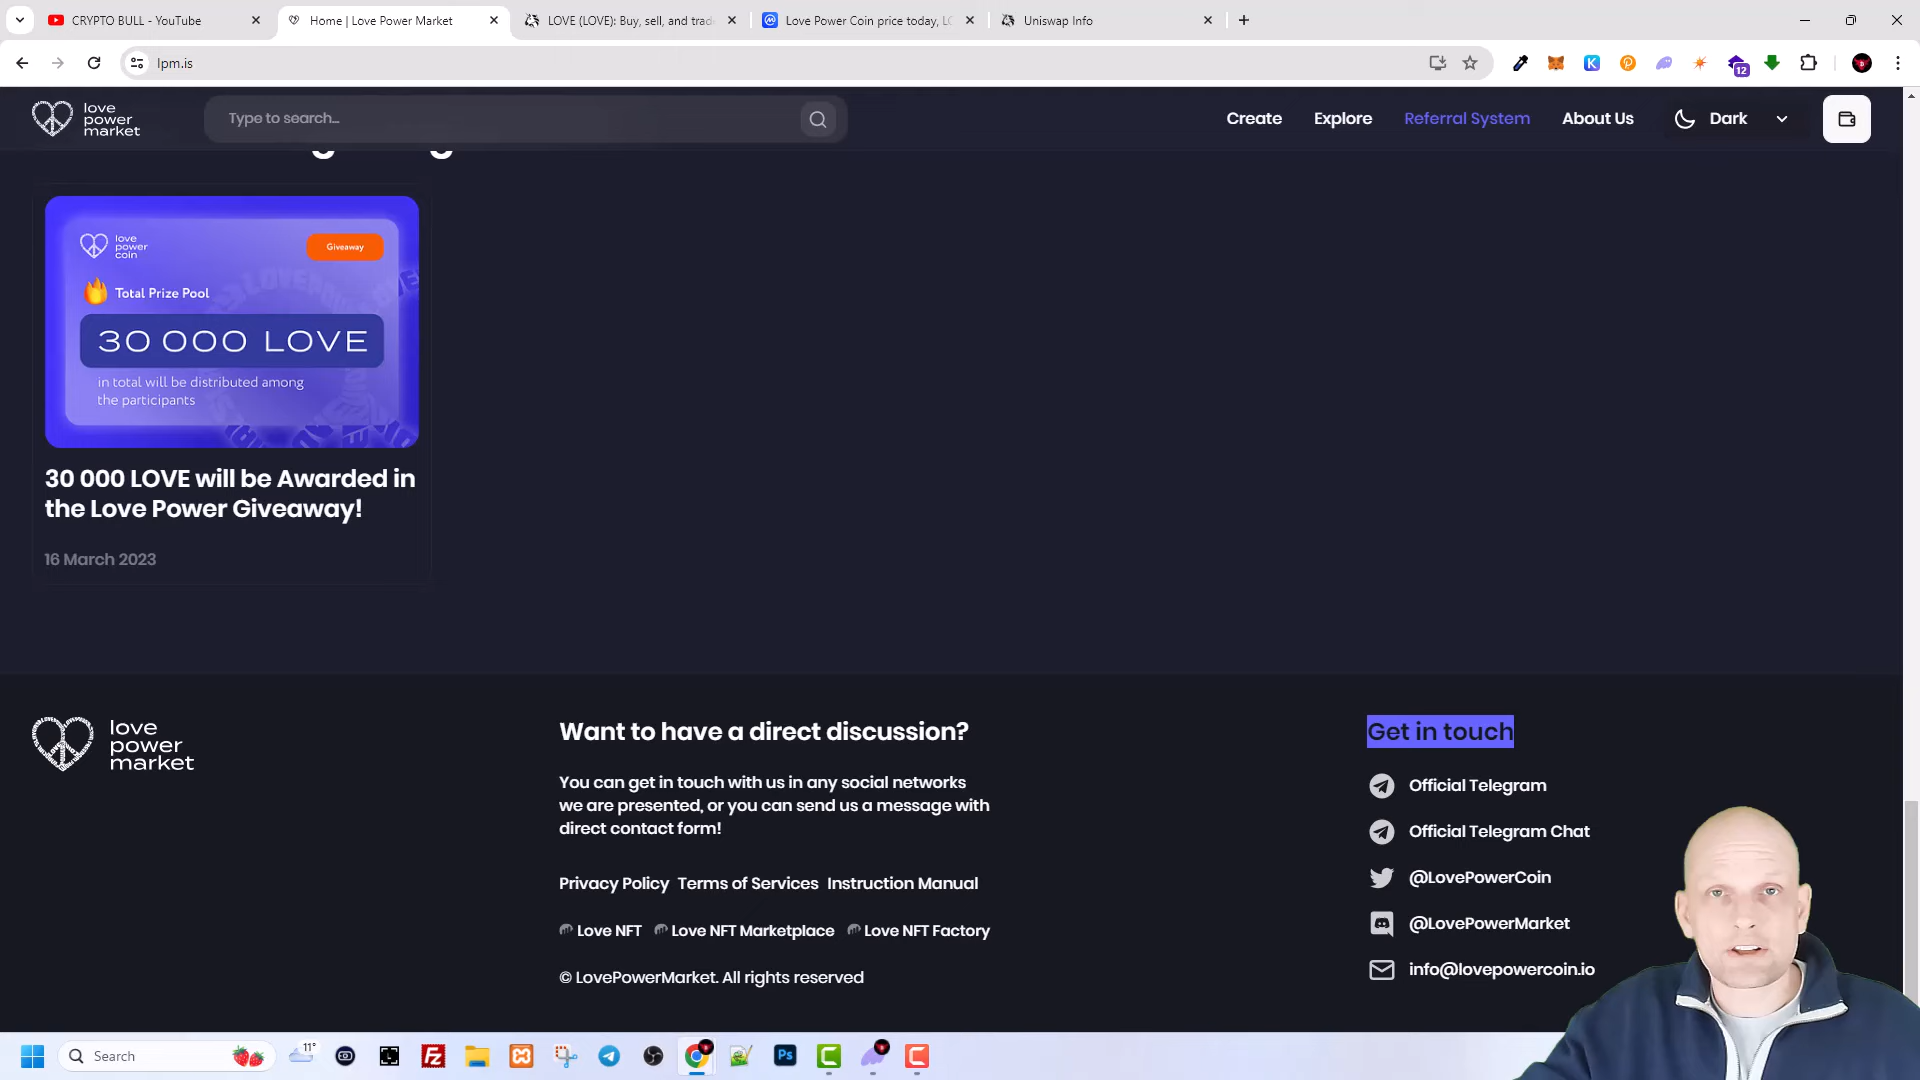 CRYPTO BULL - YouTube
Home | Love Power Market
LOVE (LOVE): Buy, sell, and trad
Love Power Coin price today, LO
Uniswap Info
lpm.is
12
love
power
market
Type to search...
Create
Explore
Referral System
About Us
Dark
love
power
coin
Giveaway
Total Prize Pool
30 000 LOVE
in total will be distributed among
the participants
30 000 LOVE will be Awarded in
the Love Power Giveaway!
16 March 2023
love
power
market
Want to have a direct discussion?
You can get in touch with us in any social networks
we are presented, or you can send us a message with
direct contact form!
Privacy Policy Terms of Services Instruction Manual
Love NFT Love NFT Marketplace Love NFT Factory
© LovePowerMarket. All rights reserved
Get in touch
Official Telegram
Official Telegram Chat
@LovePowerCoin
@LovePowerMarket
info@lovepowercoin.io
Search
11°